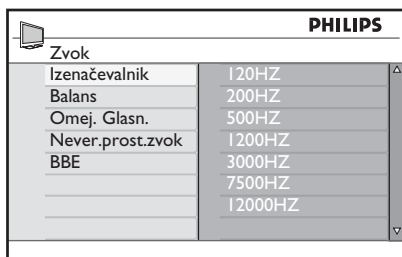 PHILIPS
Zvok
Izenačevalnik 120HZ
Balans 200HZ
Omej. Glasn. 500HZ
Never.prost.zvok 1200HZ
BBE 3000HZ
7500HZ
12000HZ